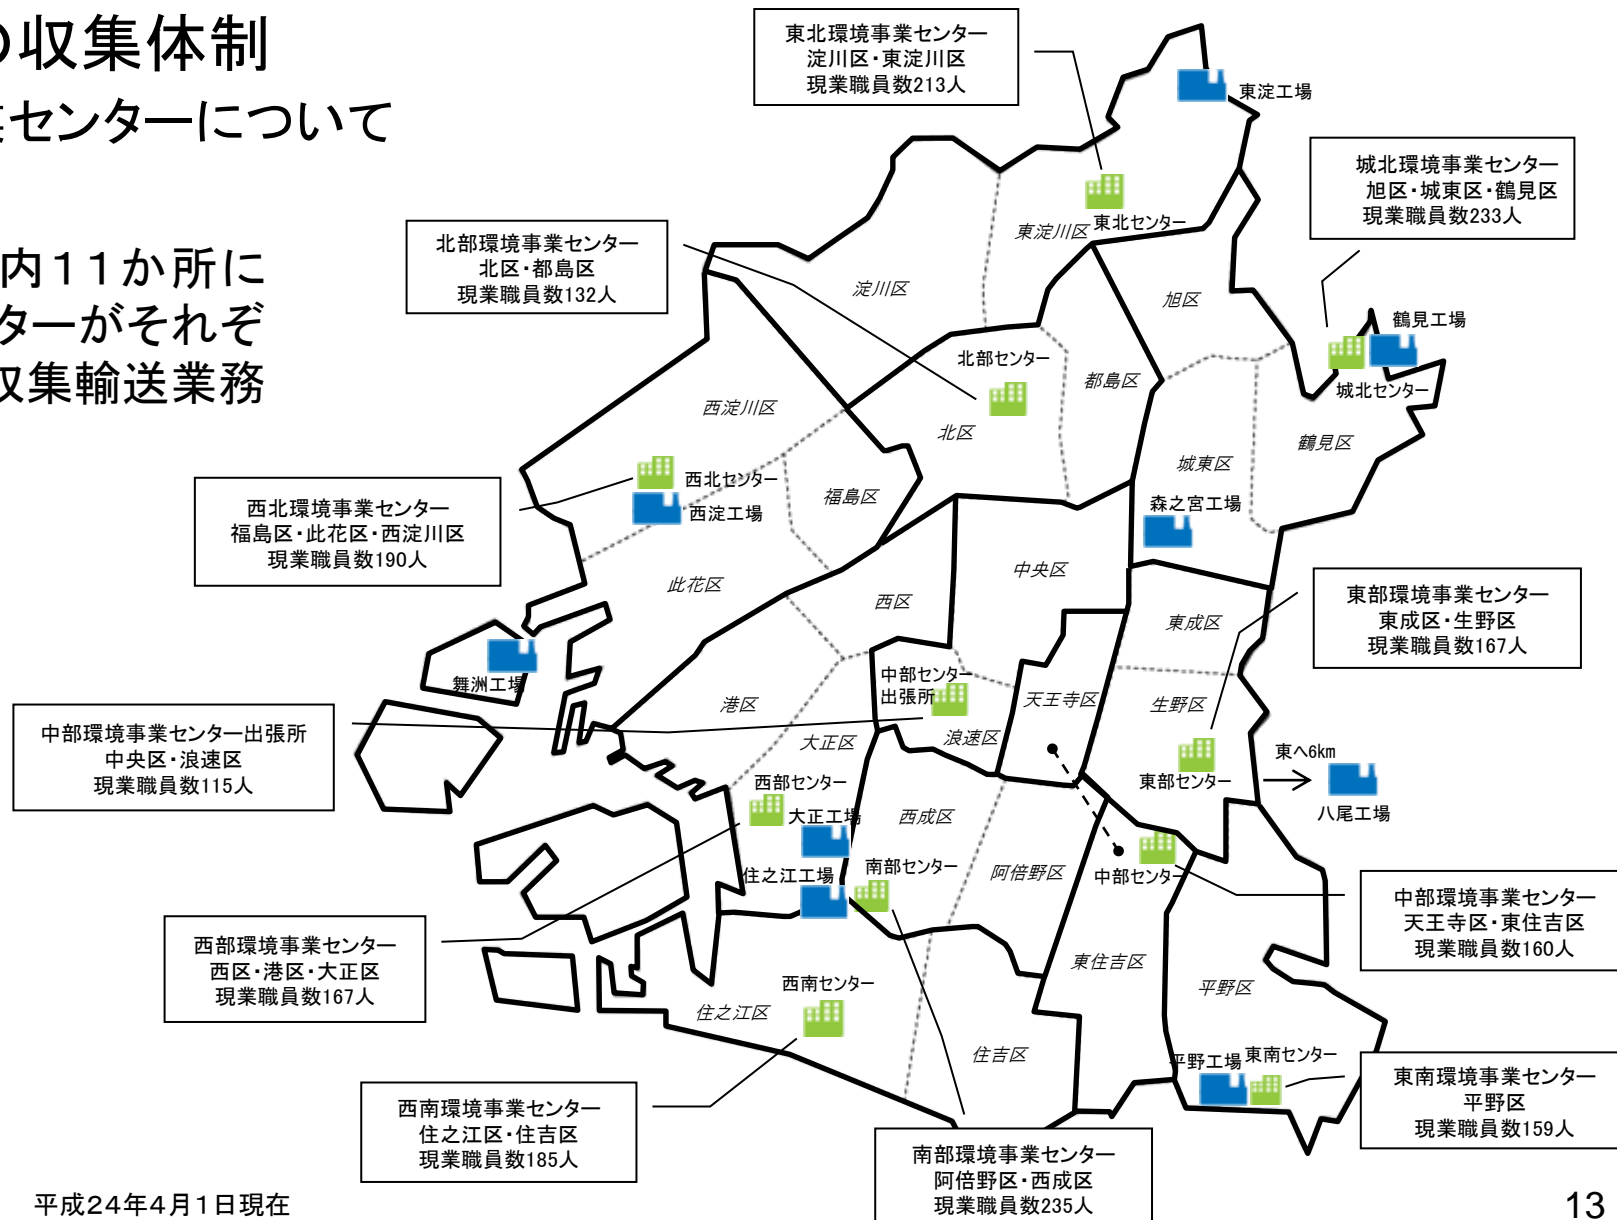 の収集体制
センターについて
内11か所に
ターがそれぞ
収集輸送業務
東北環境事業センター
淀川区・東淀川区
現業職員数213人
東淀工場
城北環境事業センター
旭区・城東区・鶴見区
現業職員数233人
北部環境事業センター
北区・都島区
現業職員数132人
東北センター
東淀川区
淀川区
旭区
鶴見工場
北部センター
都島区
城北センター
西淀川区
北区
鶴見区
城東区
西北環境事業センター
福島区・此花区・西淀川区
現業職員数190人
西北センター
福島区
西淀工場
森之宮工場
中央区
此花区
西区
東部環境事業センター
東成区・生野区
現業職員数167人
東成区
舞洲工場
中部センター
出張所
港区
天王寺区
生野区
中部環境事業センター出張所
中央区・浪速区
現業職員数115人
大正区
浪速区
東へ6km
西部センター
東部センター
大正工場
西成区
八尾工場
住之江工場
南部センター
阿倍野区
中部センター
中部環境事業センター
天王寺区・東住吉区
現業職員数160人
西部環境事業センター
西区・港区・大正区
現業職員数167人
東住吉区
西南センター
平野区
住之江区
住吉区
平野工場
東南センター
東南環境事業センター
平野区
現業職員数159人
西南環境事業センター
住之江区・住吉区
現業職員数185人
南部環境事業センター
阿倍野区・西成区
現業職員数235人
平成24年4月1日現在
13